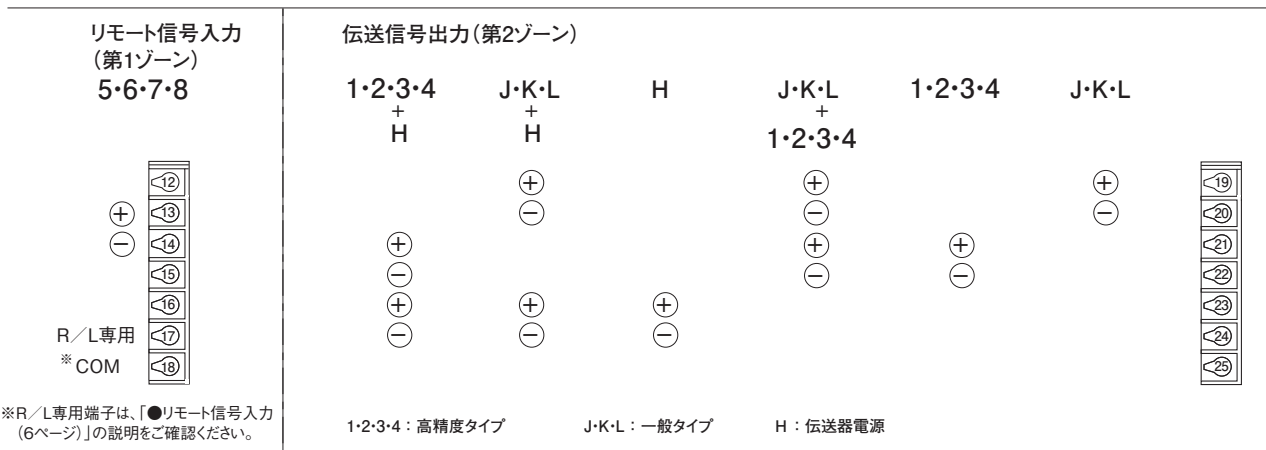 リモート信号入力
（第1ゾーン）
5･6･7･8
伝送信号出力（第2ゾーン）
1･2･3･4
+
H
J･K･L
+
H
H
J･K･L
+
1･2･3･4
1･2･3･4
J･K･L
12
⊕ 13
⊖ 14
15
16
R／L専用 17
※COM 18
⊕ ⊕ ⊕ 19
⊖ ⊖ ⊖ 20
⊕ ⊕ ⊕ 21
⊖ ⊖ ⊖ 22
⊕ ⊕ ⊕ 23
⊖ ⊖ ⊖ 24
25
※R／L専用端子は、「●リモート信号入力
（6ページ）」の説明をご確認ください。
1･2･3･4：高精度タイプ J･K･L：一般タイプ H：伝送器電源